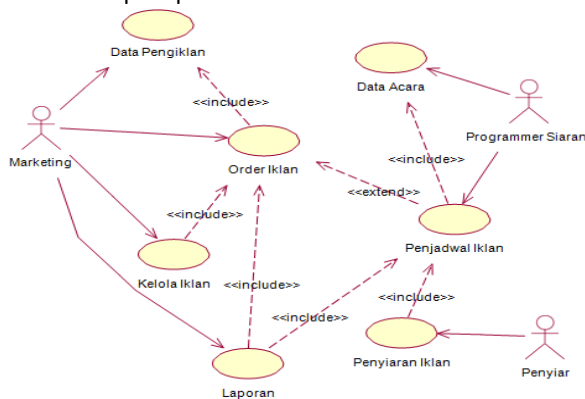 Data Pengiklan
Data Acara
<<include>>
Marketing
Order Iklan
Programmer Siaran
<<include>>
<<extend>>
<<include>>
Penjadwal Iklan
Kelola Iklan
<<include>>
<<include>>
<<include>>
Penyiaran Iklan
Penyiar
Laporan